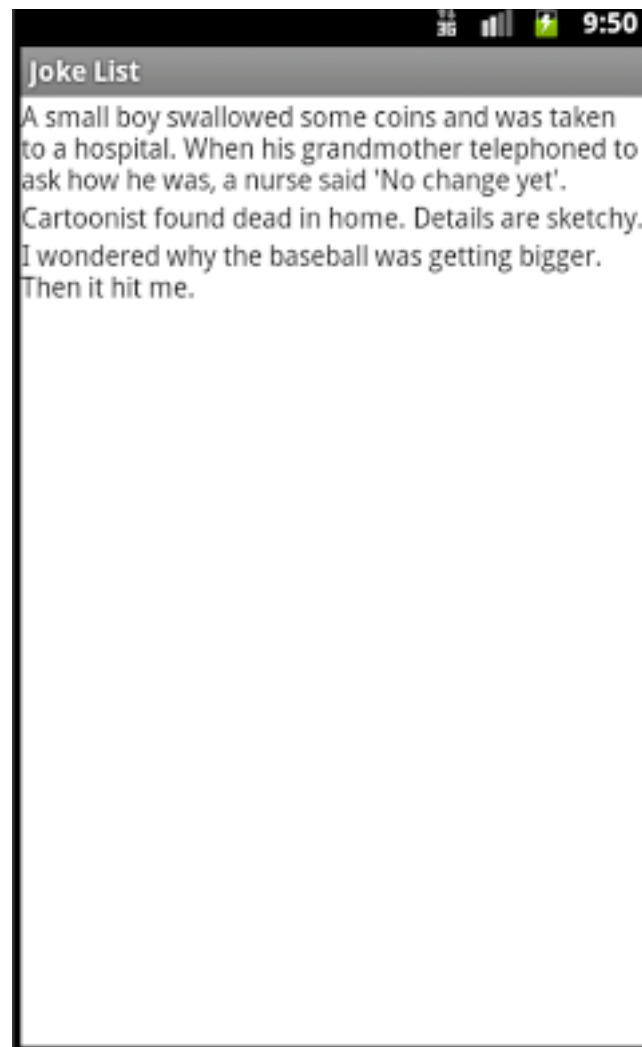 3G 9:50
Joke List
A small boy swallowed some coins and was taken
to a hospital. When his grandmother telephoned to
ask how he was, a nurse said 'No change yet'.
Cartoonist found dead in home. Details are sketchy.
I wondered why the baseball was getting bigger.
Then it hit me.